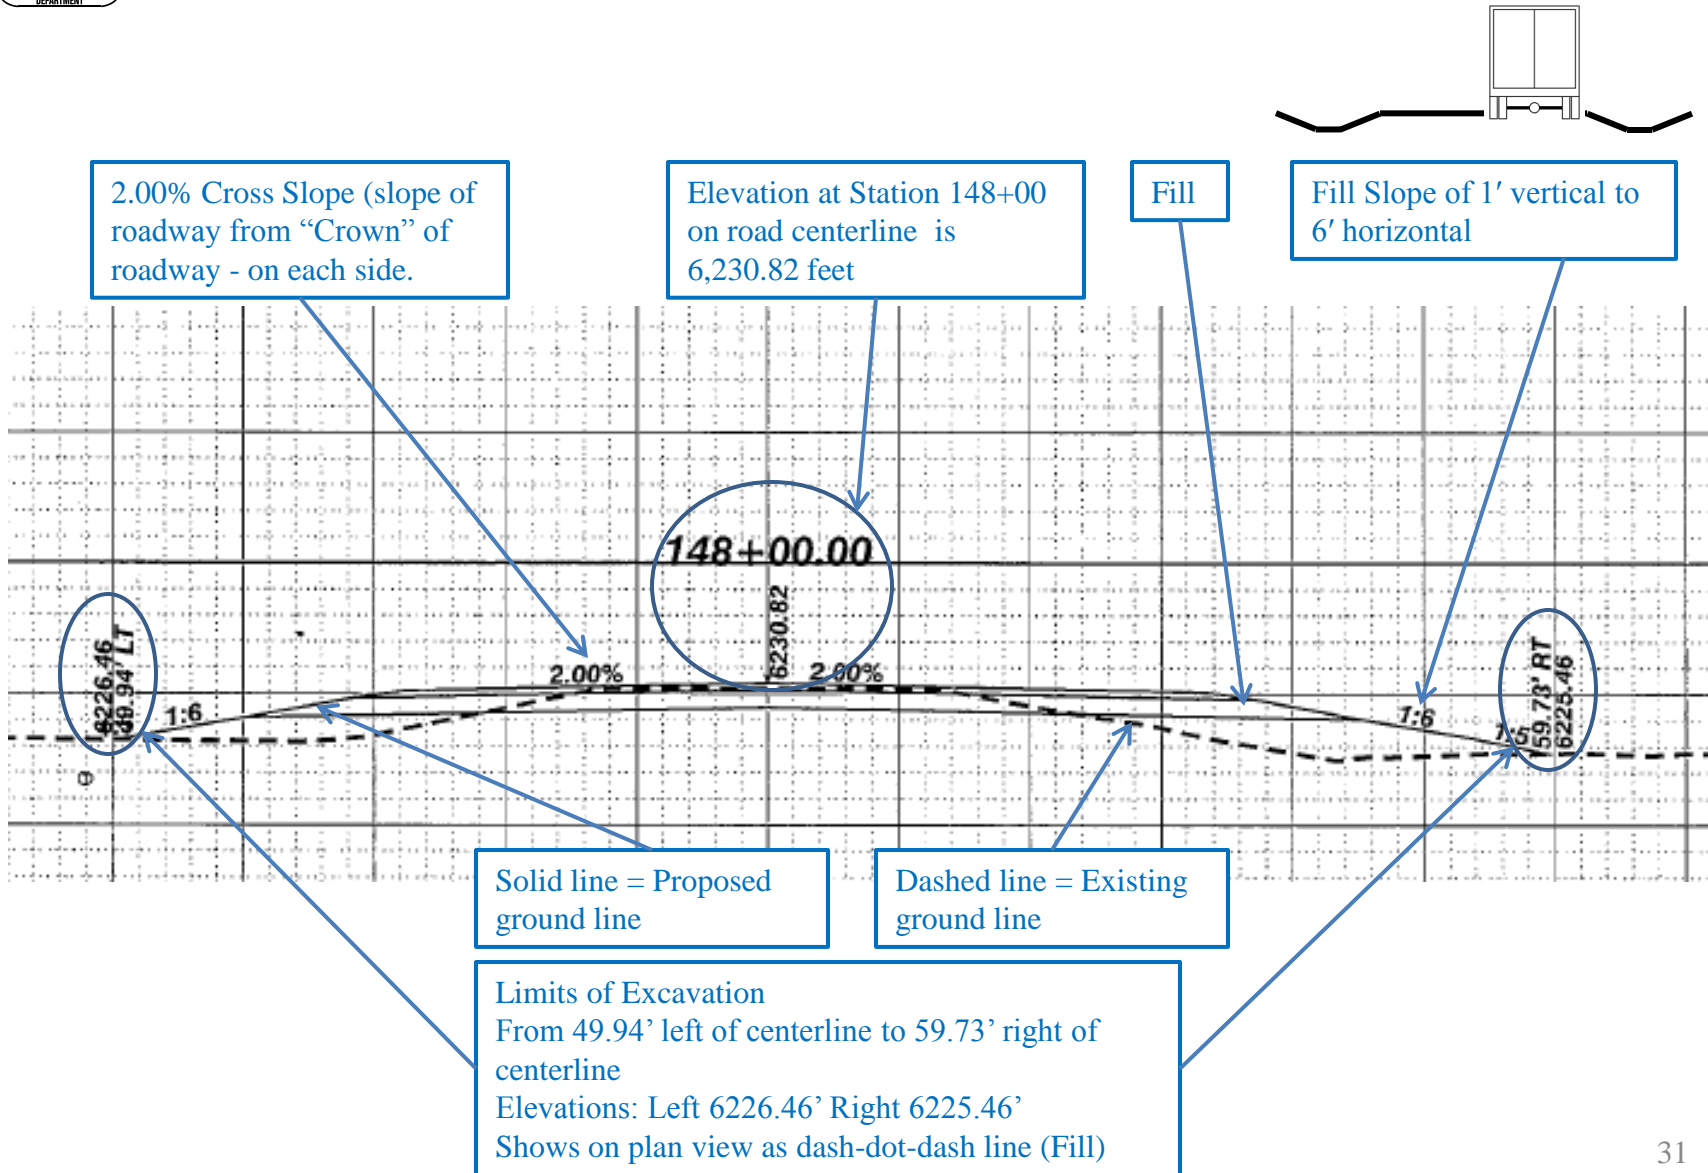 DEPARTMENT
2.00% Cross Slope (slope of
roadway from “Crown” of
roadway - on each side.
Elevation at Station 148+00
on road centerline  is
6,230.82 feet
Fill
Fill Slope of 1′ vertical to
6′ horizontal
148+00.00
6230.82
2.00%
2.00%
6226.46
49.94' LT
1:6
1:6
1:5
59.73' RT
6225.46
Solid line = Proposed
ground line
Dashed line = Existing
ground line
Limits of Excavation
From 49.94’ left of centerline to 59.73’ right of
centerline
Elevations: Left 6226.46’ Right 6225.46’
Shows on plan view as dash-dot-dash line (Fill)
31